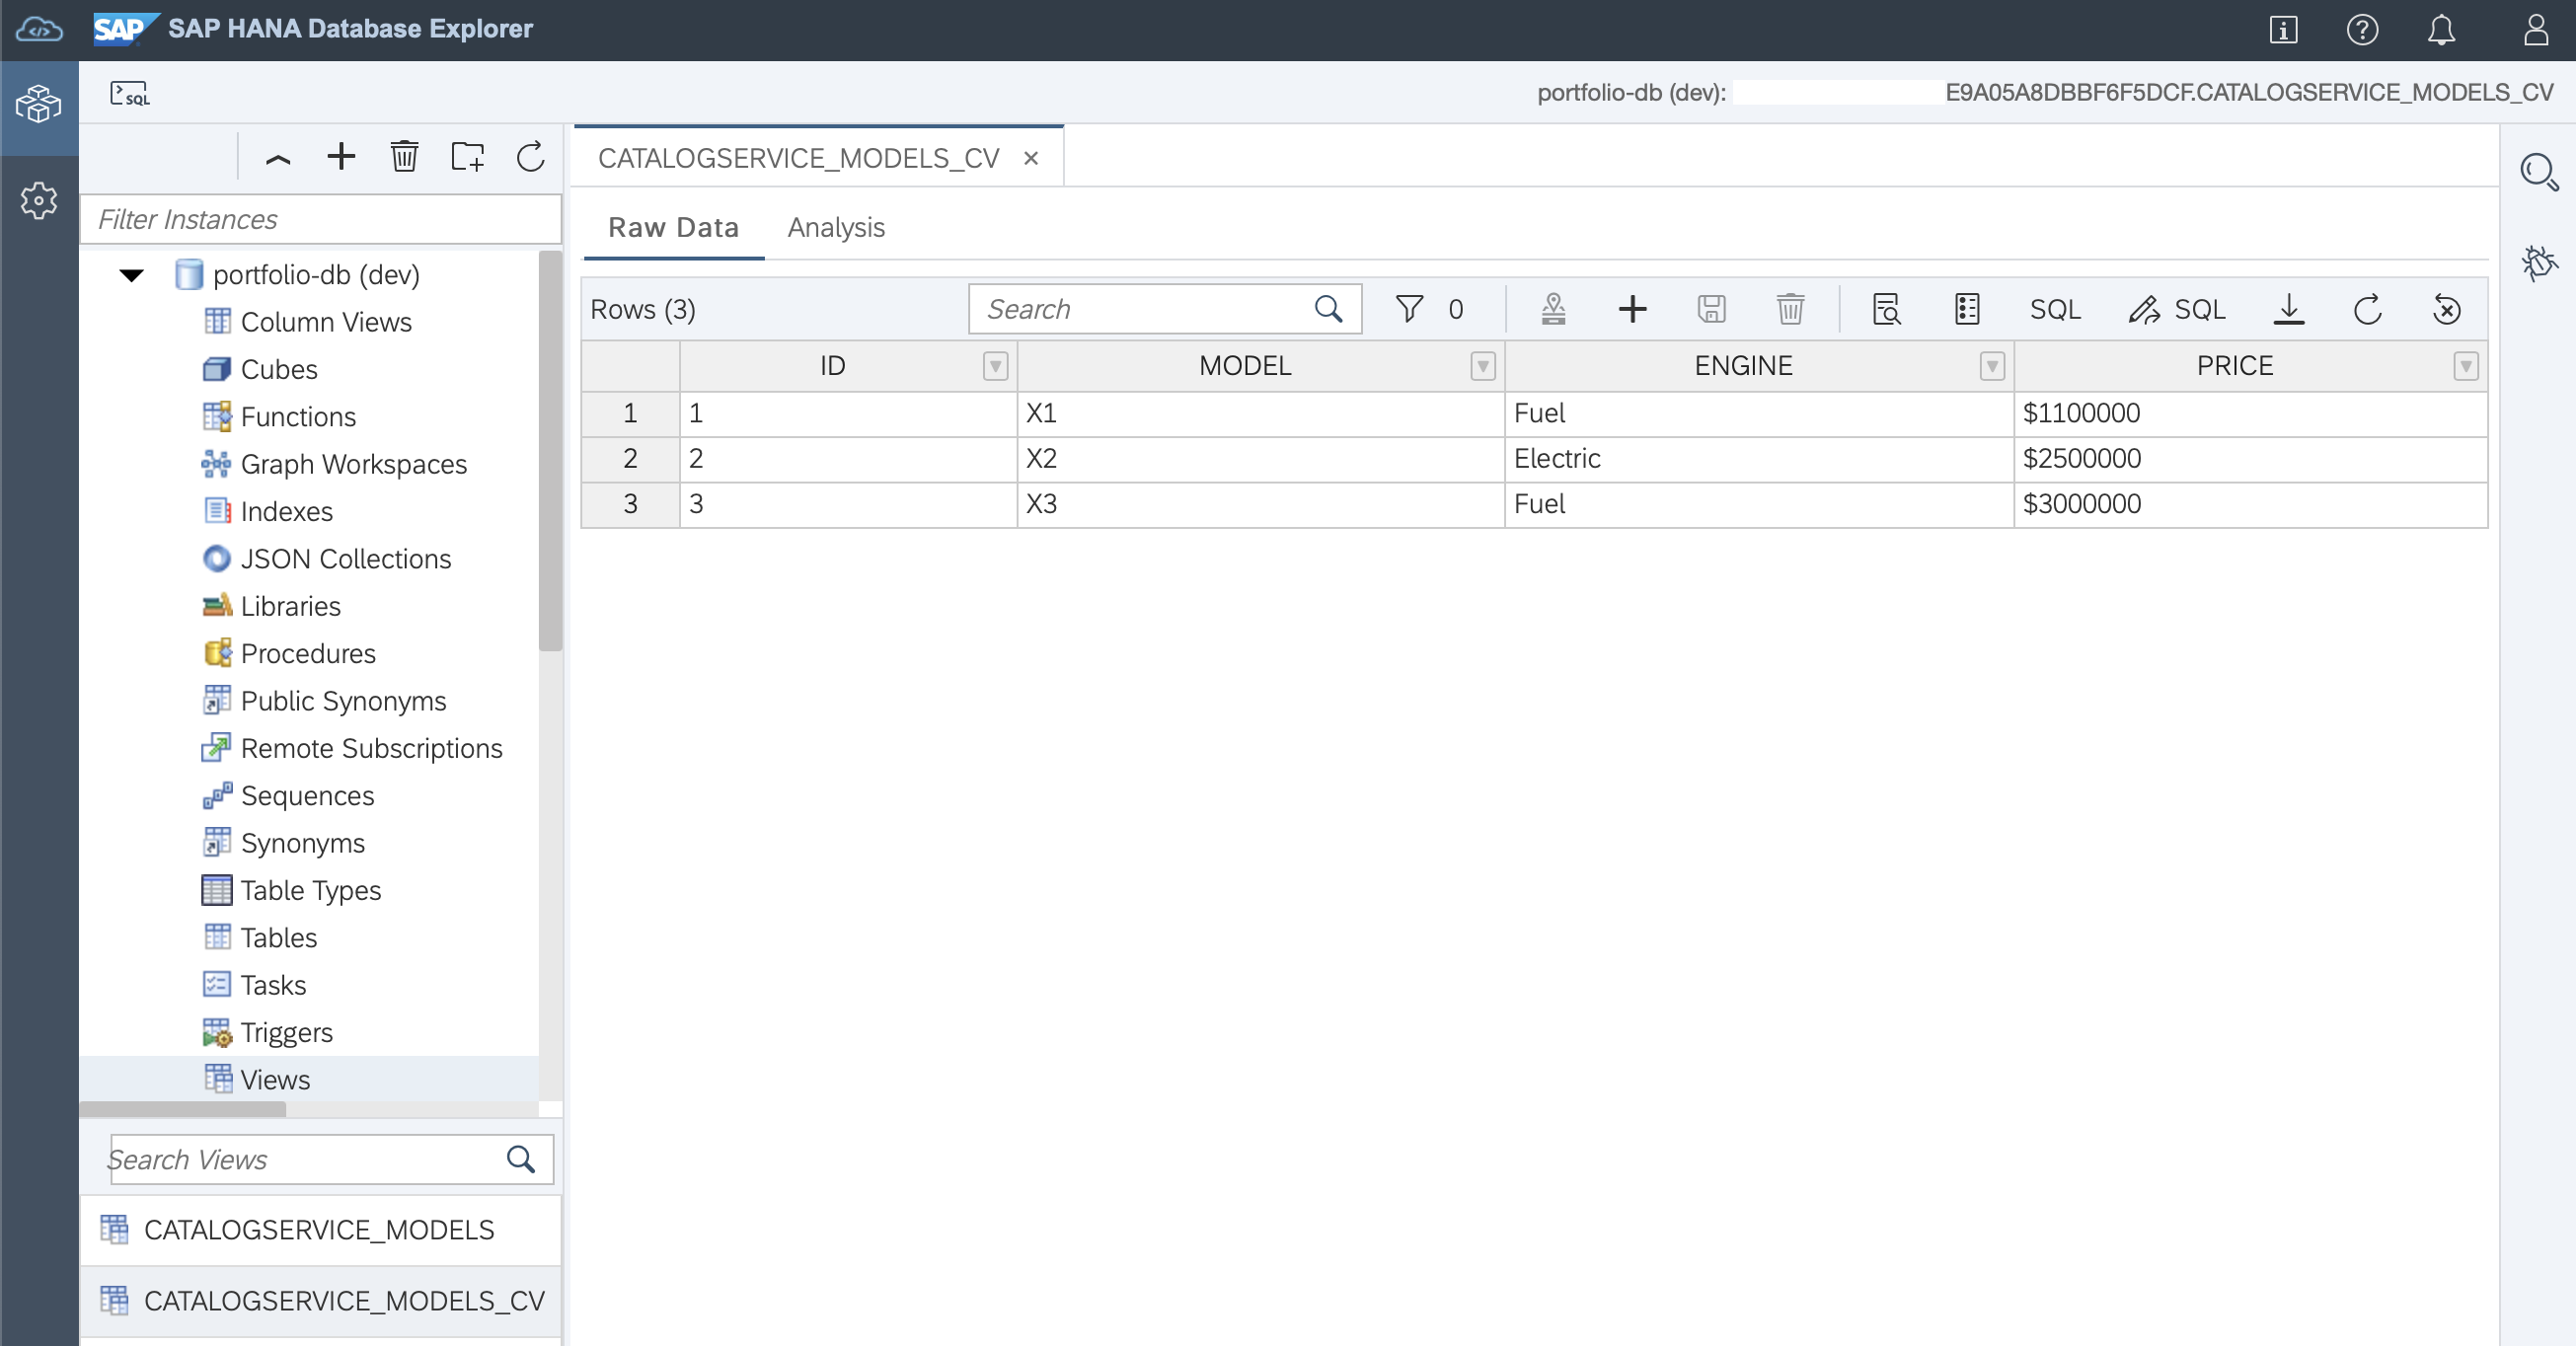 SAP SAP HANA Database Explorer
SQL
portfolio-db (dev): E9A05A8DBBF6F5DCF.CATALOGSERVICE_MODELS_CV
Filter Instances
portfolio-db (dev)
Column Views
Cubes
Functions
Graph Workspaces
Indexes
JSON Collections
Libraries
Procedures
Public Synonyms
Remote Subscriptions
Sequences
Synonyms
Table Types
Tables
Tasks
Triggers
Views
Search Views
CATALOGSERVICE_MODELS
CATALOGSERVICE_MODELS_CV
CATALOGSERVICE_MODELS_CV
Raw Data Analysis
Rows (3) Search 0 SQL SQL
ID MODEL ENGINE PRICE
1 1 X1 Fuel $1100000
2 2 X2 Electric $2500000
3 3 X3 Fuel $3000000